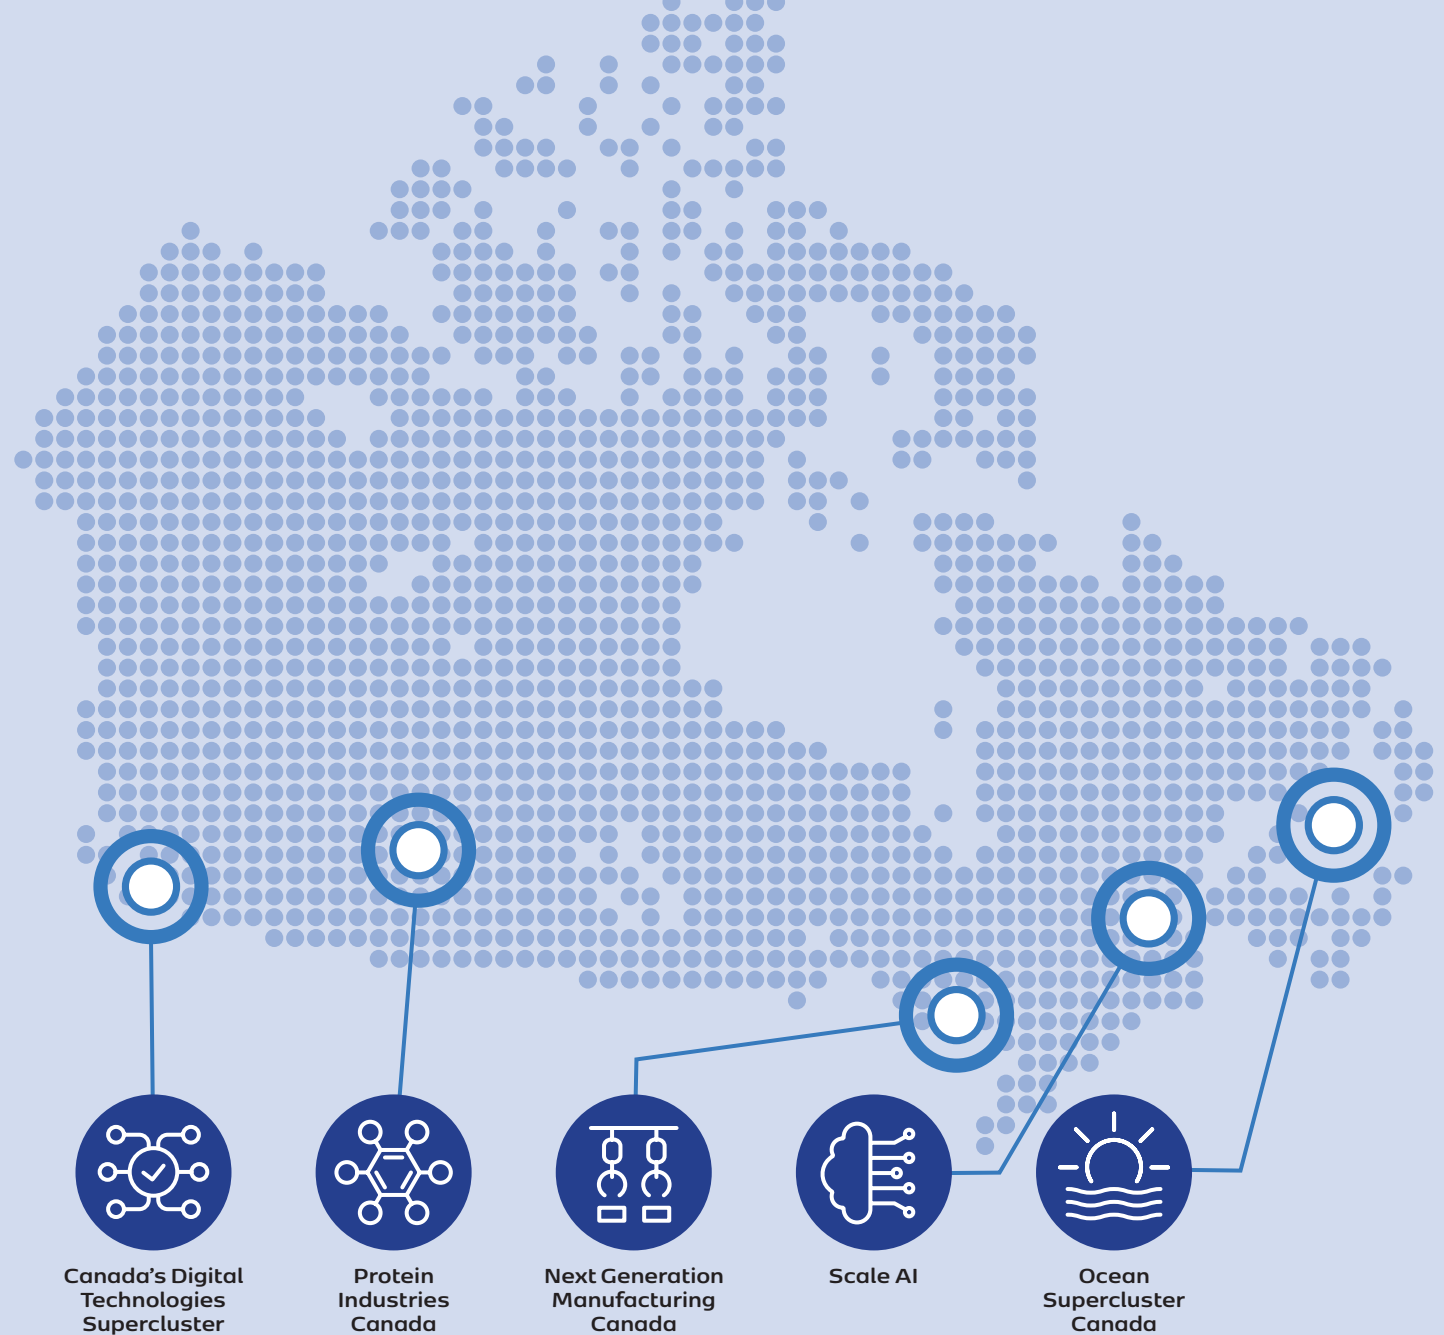 Canada’s Digital
Technologies
Supercluster
Protein
Industries
Canada
Next Generation
Manufacturing
Canada
Scale AI
Ocean
Supercluster
Canada